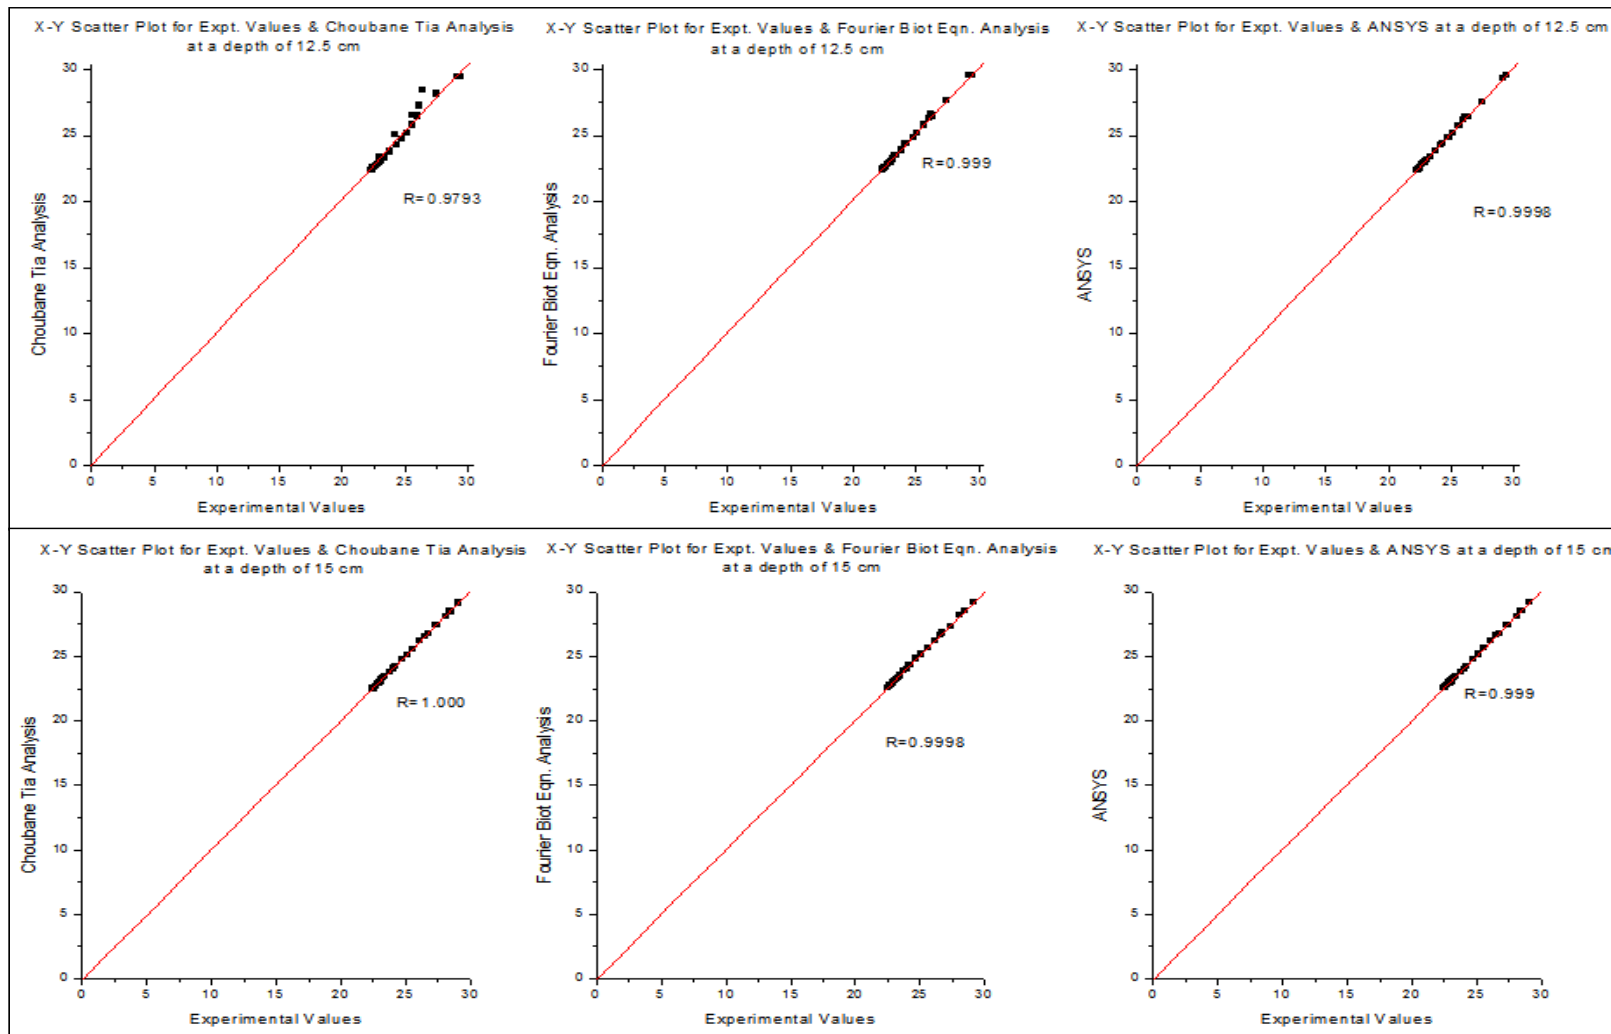 X-Y Scatter Plot for Expt. Values & Choubane Tia Analysis
at a depth of 12.5 cm
30
25
20
15
10
5
0
Choubane Tia Analysis
R=0.9793
0 5 10 15 20 25 30
Experimental Values
X-Y Scatter Plot for Expt. Values & Fourier Biot Eqn. Analysis
at a depth of 12.5 cm
30
25
20
15
10
5
0
Fourier Biot Eqn. Analysis
R=0.999
0 5 10 15 20 25 30
Experimental Values
X-Y Scatter Plot for Expt. Values & ANSYS at a depth of 12.5 cm
30
25
20
15
10
5
0
ANSYS
R=0.9998
0 5 10 15 20 25 30
Experimental Values
X-Y Scatter Plot for Expt. Values & Choubane Tia Analysis
at a depth of 15 cm
30
25
20
15
10
5
0
Choubane Tia Analysis
R=1.000
0 5 10 15 20 25 30
Experimental Values
X-Y Scatter Plot for Expt. Values & Fourier Biot Eqn. Analysis
at a depth of 15 cm
30
25
20
15
10
5
0
Fourier Biot Eqn. Analysis
R=0.9998
0 5 10 15 20 25 30
Experimental Values
X-Y Scatter Plot for Expt. Values & ANSYS at a depth of 15 cm
30
25
20
15
10
5
0
ANSYS
R=0.999
0 5 10 15 20 25 30
Experimental Values